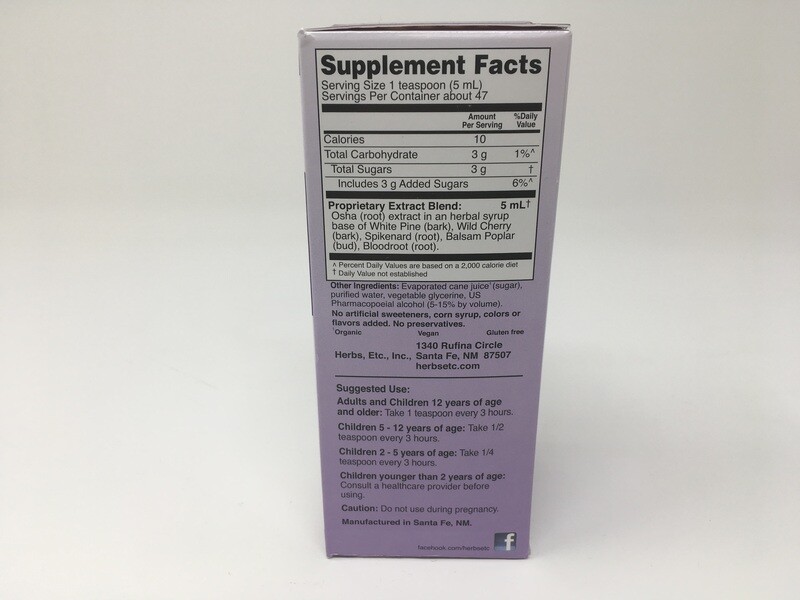 Supplement Facts
Serving Size 1 teaspoon (5 mL)
Servings Per Container about 47
Amount Per Serving %Daily Value
Calories 10
Total Carbohydrate 3 g 1%^
Total Sugars 3 g †
Includes 3 g Added Sugars 6%^
Proprietary Extract Blend: 5 mL†
Osha (root) extract in an herbal syrup
base of White Pine (bark), Wild Cherry
(bark), Spikenard (root), Balsam Poplar
(bud), Bloodroot (root).
^ Percent Daily Values are based on a 2,000 calorie diet
† Daily Value not established
Other Ingredients: Evaporated cane juice' (sugar),
purified water, vegetable glycerine, US
Pharmacopoeial alcohol (5-15% by volume).
No artificial sweeteners, corn syrup, colors or
flavors added. No preservatives.
'Organic Vegan Gluten free
1340 Rufina Circle
Herbs, Etc., Inc., Santa Fe, NM 87507
herbsetc.com
Suggested Use:
Adults and Children 12 years of age
and older: Take 1 teaspoon every 3 hours.
Children 5 - 12 years of age: Take 1/2
teaspoon every 3 hours.
Children 2 - 5 years of age: Take 1/4
teaspoon every 3 hours.
Children younger than 2 years of age:
Consult a healthcare provider before
using.
Caution: Do not use during pregnancy.
Manufactured in Santa Fe, NM.
facebook.com/herbsetc f